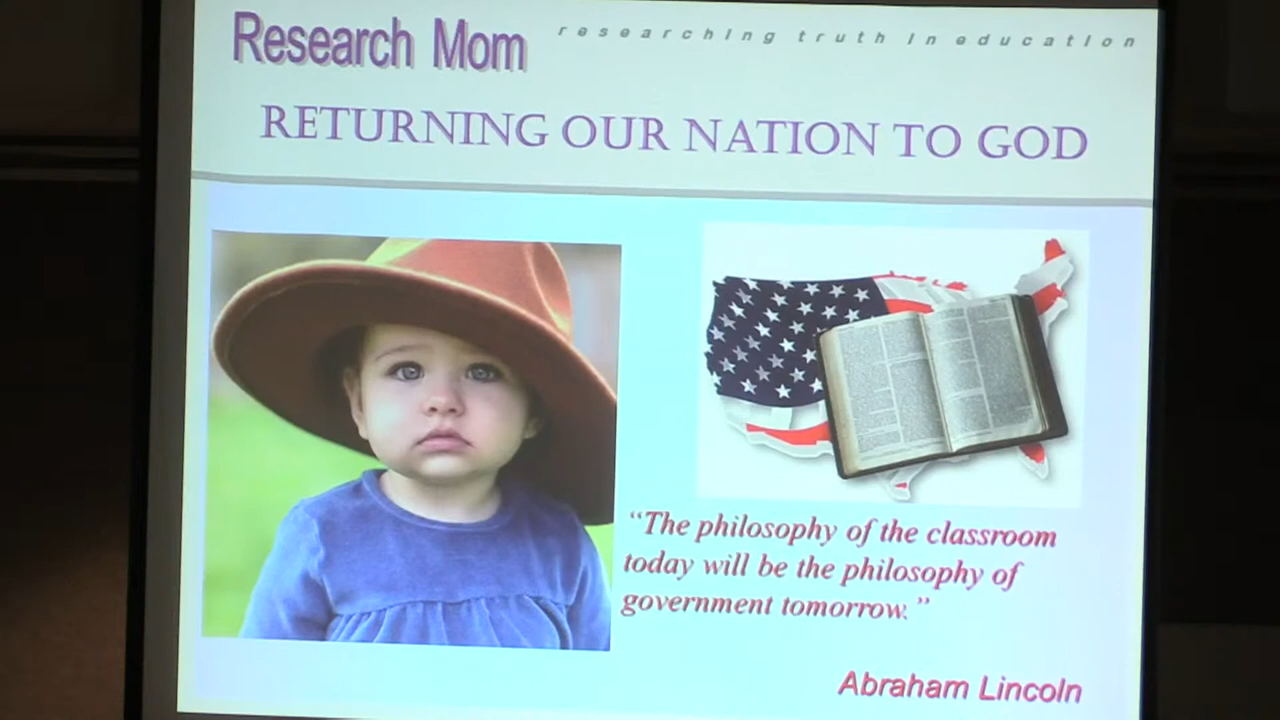 Research Mom
researching truth in education
RETURNING OUR NATION TO GOD
“The philosophy of the classroom
today will be the philosophy of
government tomorrow.”
Abraham Lincoln